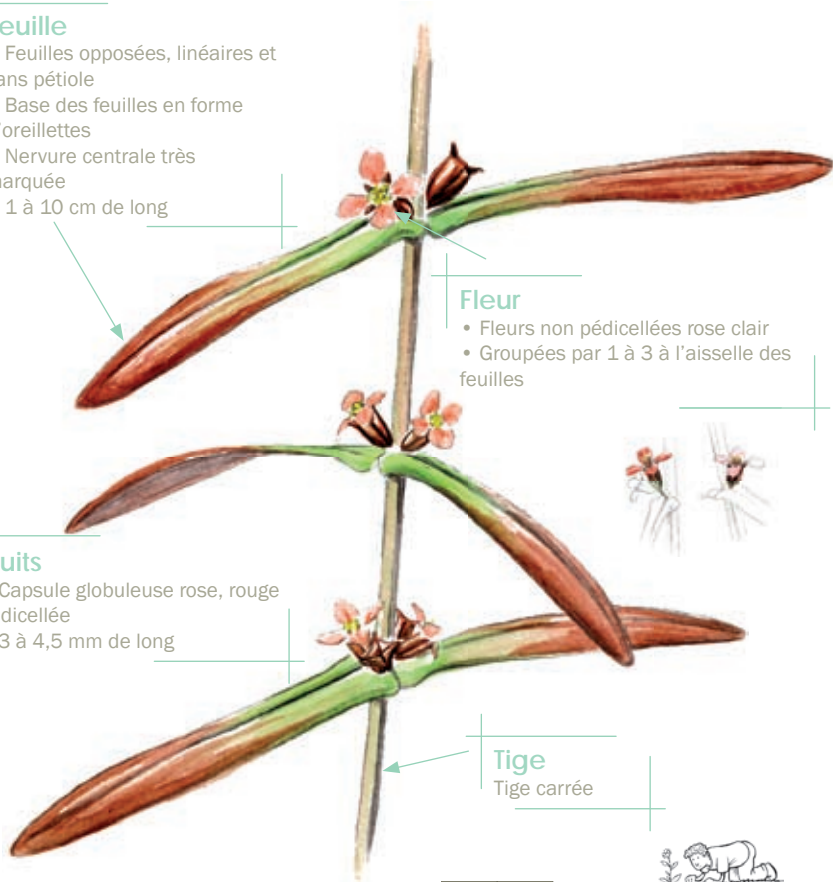 euille
Feuilles opposées, linéaires et
ans pétiole
Base des feuilles en forme
'oreillettes
Nervure centrale très
arquée
1 à 10 cm de long
Fleur
• Fleurs non pédicellées rose clair
• Groupées par 1 à 3 à l'aisselle des
feuilles
uits
Capsule globuleuse rose, rouge
dicellée
3 à 4,5 mm de long
Tige
Tige carrée